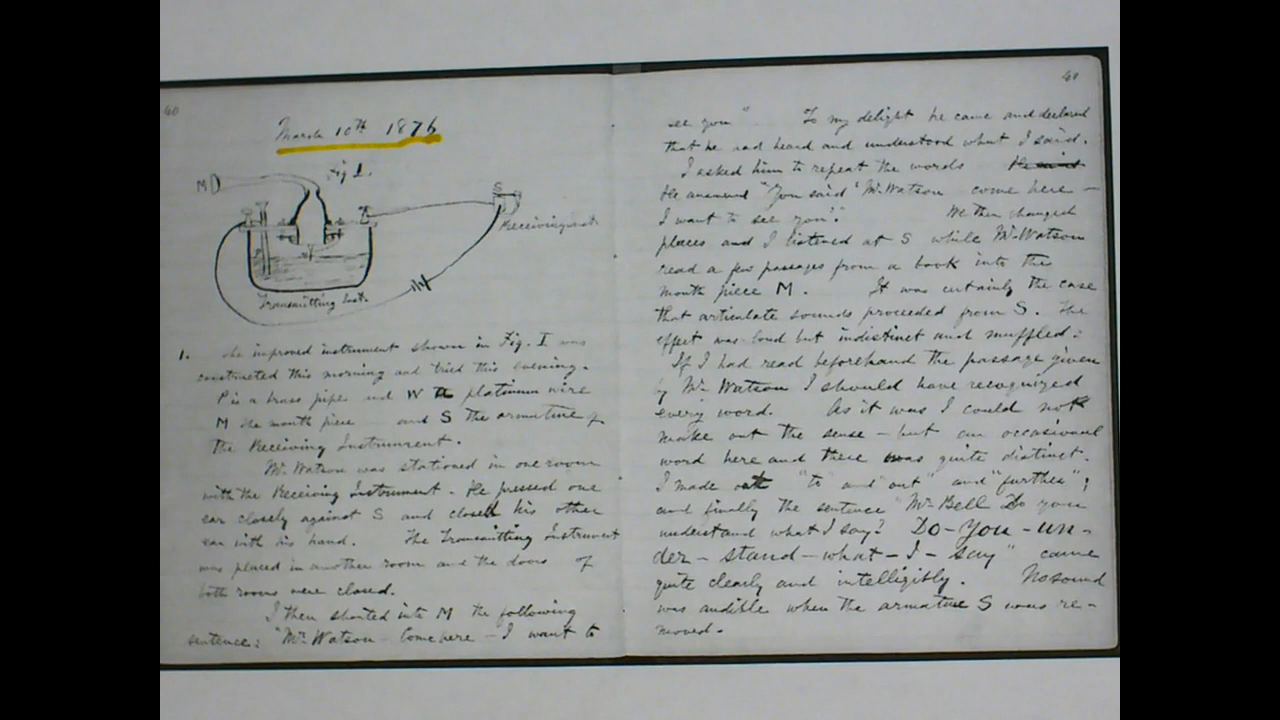 40
March 10th 1876
Fig I.
M
S
Receiving Inst.
P
W
Transmitting Inst.
1. The improved instrument shown in Fig. I was
constructed this morning and tried this evening.
P is a brass pipe and W the platinum wire
M the mouth piece and S the armature of
the Receiving Instrument.
Mr. Watson was stationed in one room
with the Receiving Instrument. He pressed one
ear closely against S and closed his other
ear with his hand. The Transmitting Instrument
was placed in another room and the doors of
both rooms were closed.
I then shouted into M the following
sentence: "Mr. Watson – Come here – I want to
40
see you" To my delight he came and declared
that he had heard and understood what I said.
I asked him to repeat the words He said
He answered "You said 'Mr. Watson come here –
I want to see you'." We then changed
places and I listened at S while Mr. Watson
read a few passages from a book into the
mouth piece M. It was certainly the case
that articulate sounds proceeded from S. The
effect was loud but indistinct and muffled.
If I had read beforehand the passage given
by Mr. Watson I should have recognized
every word. As it was I could not
make out the sense – but an occasional
word here and there was quite distinct.
I made out "to" and "out" and "further";
and finally the sentence "Mr. Bell Do you
understand what I say? Do – you – un –
der – stand – what – I – say" came
quite clearly and intelligibly. No sound
was audible when the armature S was re –
moved.